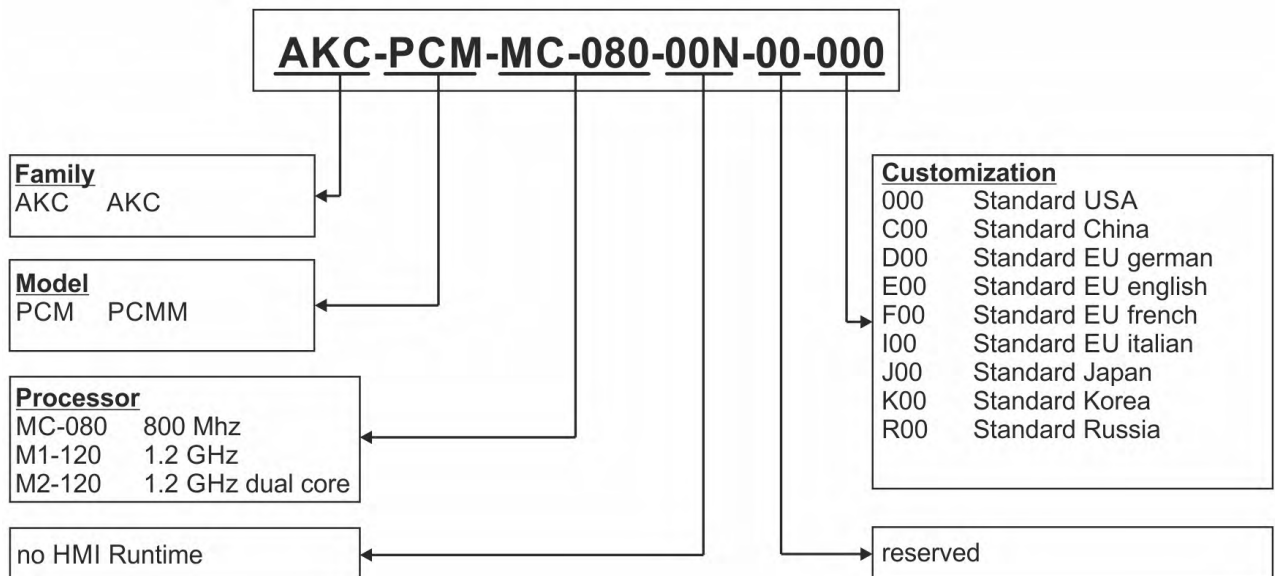 AKC-PCM-MC-080-00N-00-000
Family
AKC AKC
Model
PCM PCMM
Processor
MC-080 800 Mhz
M1-120 1.2 GHz
M2-120 1.2 GHz dual core
no HMI Runtime
Customization
000 Standard USA
C00 Standard China
D00 Standard EU german
E00 Standard EU english
F00 Standard EU french
I00 Standard EU italian
J00 Standard Japan
K00 Standard Korea
R00 Standard Russia
reserved